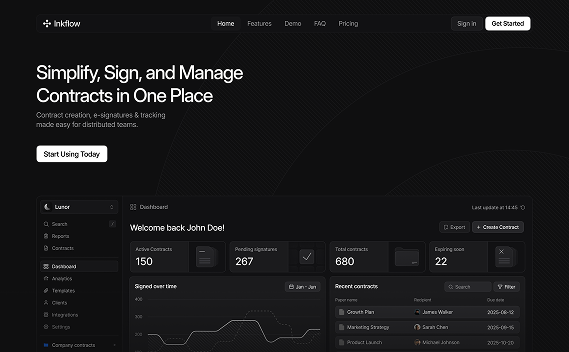 Inkflow
Home
Features
Demo
FAQ
Pricing
Sign in
Get Started
Simplify, Sign, and Manage
Contracts in One Place
Contract creation, e-signatures & tracking
made easy for distributed teams.
Start Using Today
Lunor
Search
/
Reports
Contracts
Dashboard
Analytics
Templates
Clients
Integrations
Settings
Company contracts
Dashboard
Last update at 14:45
Welcome back John Doe!
Export
+ Create Contract
Active Contracts
150
Pending signatures
267
Total contracts
680
Expiring soon
22
Signed over time
Jan - Jun
400
300
200
Recent contracts
Search
Filter
Paper name
Recipient
Due date
Growth Plan
James Walker
2025-08-12
Marketing Strategy
Sarah Chen
2025-09-15
Product Launch
Michael Johnson
2025-10-20